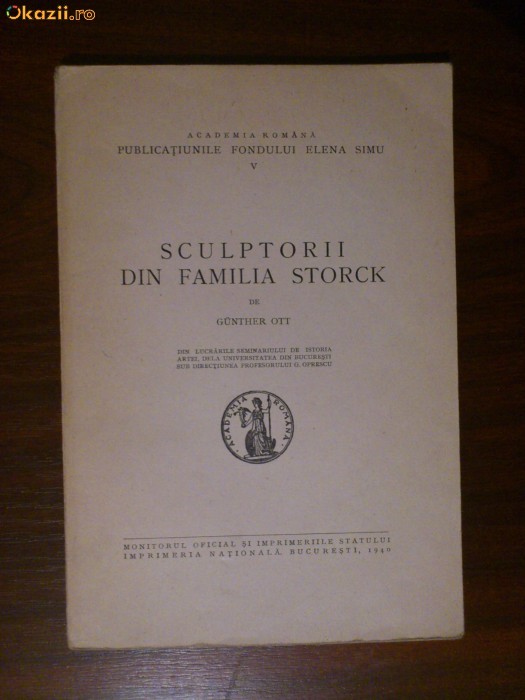 Okazii.ro
ACADEMIA ROMÂNĂ
PUBLICAȚIUNILE FONDULUI ELENA SIMU
V
SCULPTORII
DIN FAMILIA STORCK
DE
GÜNTHER OTT
DIN LUCRĂRILE SEMINARIULUI DE ISTORIA
ARTEI, DELA UNIVERSITATEA DIN BUCUREȘTI
SUB DIRECȚIUNEA PROFESORULUI G. OPRESCU
ACADEMIA ROMANA
MONITORUL OFICIAL ȘI IMPRIMERIILE STATULUI
IMPRIMERIA NAȚIONALĂ, BUCUREȘTI, 1940